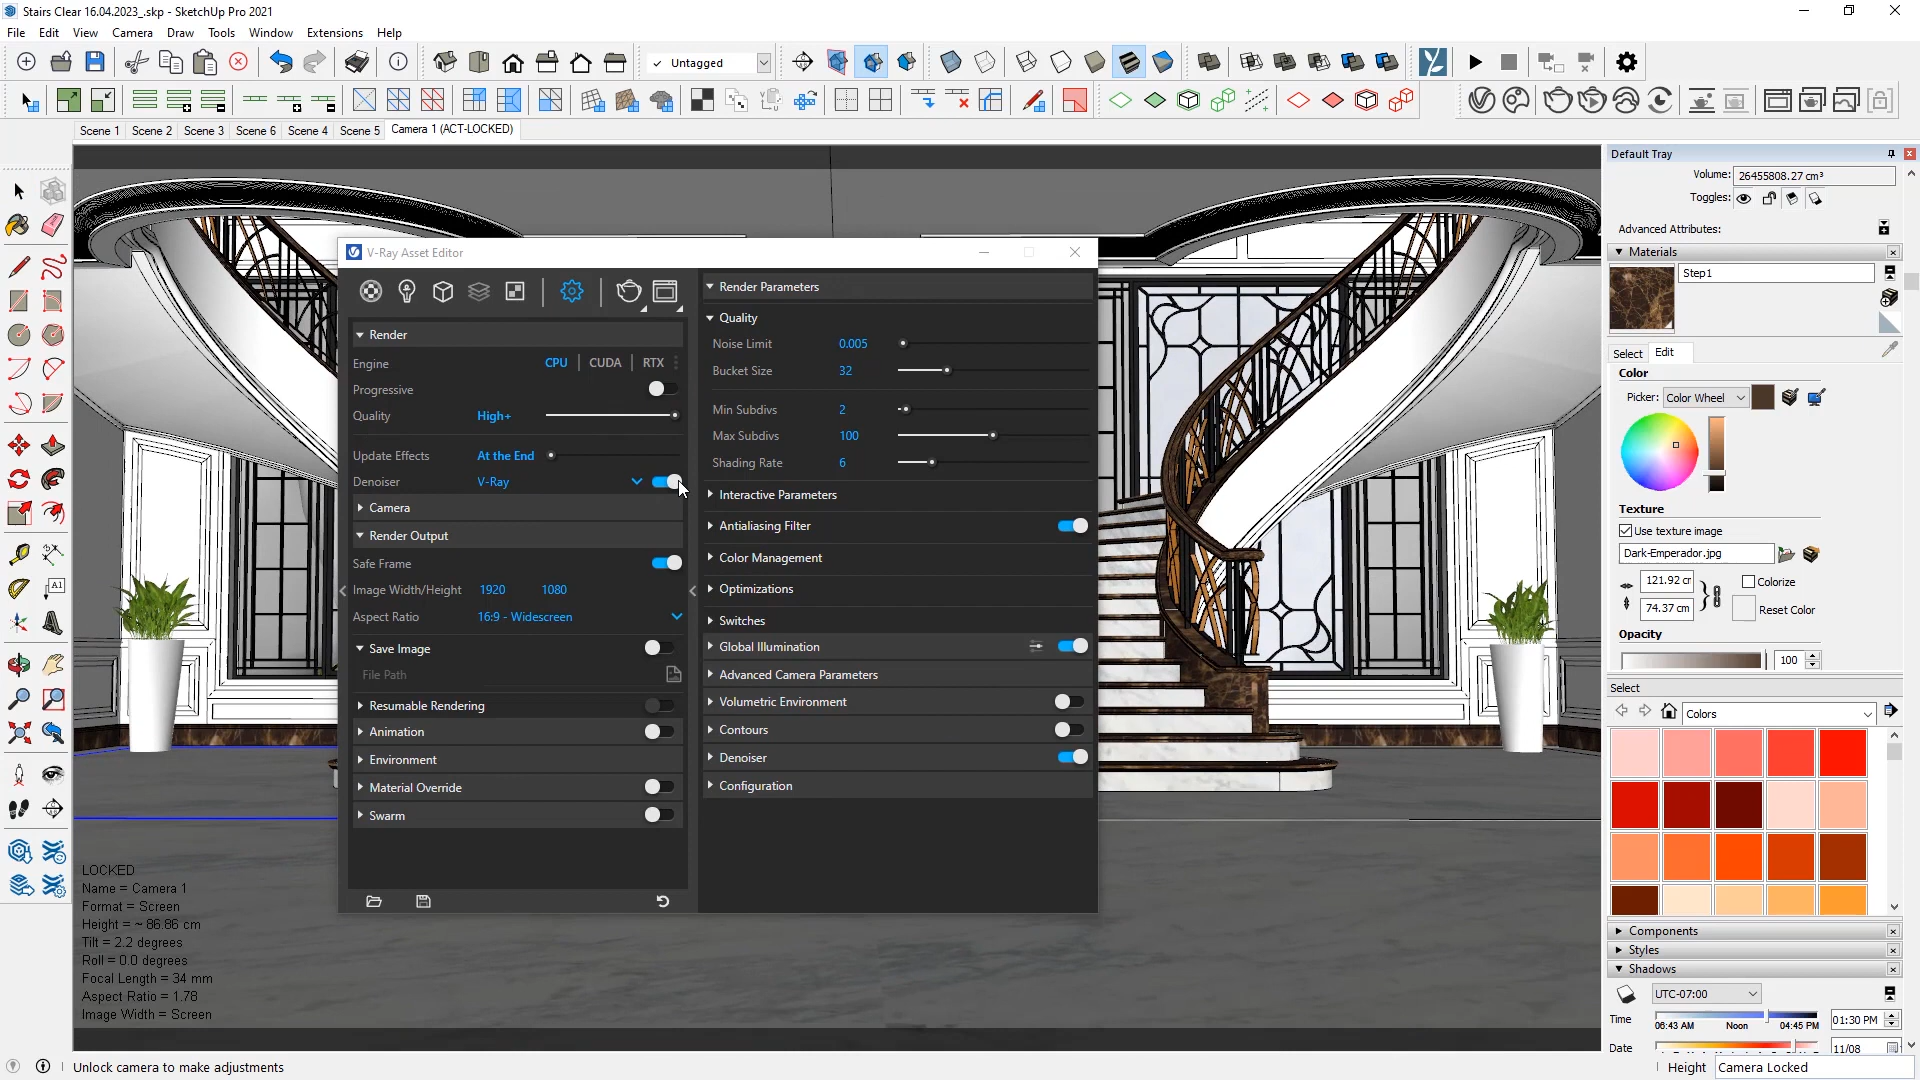 Stairs Clear 16.04.2023_.skp - SketchUp Pro 2021
File Edit View Camera Draw Tools Window Extensions Help
Untagged
Scene 1 Scene 2 Scene 3 Scene 6 Scene 4 Scene 5 Camera 1 (ACT-LOCKED)
V-Ray Asset Editor
Render
Engine CPU CUDA RTX
Progressive
Quality High+
Update Effects At the End
Denoiser V-Ray
Camera
Render Output
Safe Frame
Image Width/Height 1920 1080
Aspect Ratio 16:9 - Widescreen
Save Image
File Path
Resumable Rendering
Animation
Environment
Material Override
Swarm
Render Parameters
Quality
Noise Limit 0.005
Bucket Size 32
Min Subdivs 2
Max Subdivs 100
Shading Rate 6
Interactive Parameters
Antialiasing Filter
Color Management
Optimizations
Switches
Global Illumination
Advanced Camera Parameters
Volumetric Environment
Contours
Denoiser
Configuration
A1
LOCKED
Name = Camera 1
Format = Screen
Height = ~ 86.86 cm
Tilt = 2.2 degrees
Roll = 0.0 degrees
Focal Length = 34 mm
Aspect Ratio = 1.78
Image Width = Screen
Default Tray
Volume: 26455808.27 cm³
Toggles:
Advanced Attributes:
Materials
Step1
Select Edit
Color
Picker: Color Wheel
Texture
Use texture image
Dark-Emperador.jpg
121.92 cr Colorize
74.37 cm Reset Color
Opacity
100
Select
Colors
Components
Styles
Shadows
UTC-07:00
Time 06:43 AM Noon 04:45 PM 01:30 PM
Date 11/08
Unlock camera to make adjustments
Height Camera Locked